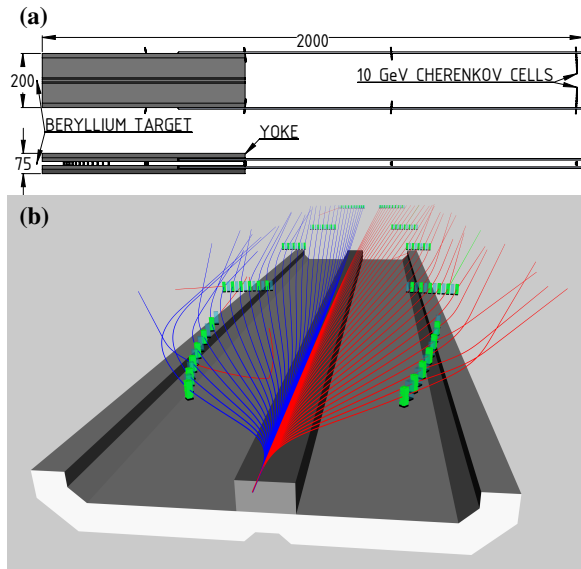 (a)
2000
200
10 GeV CHERENKOV CELLS
BERYLLIUM TARGET
YOKE
75
(b)